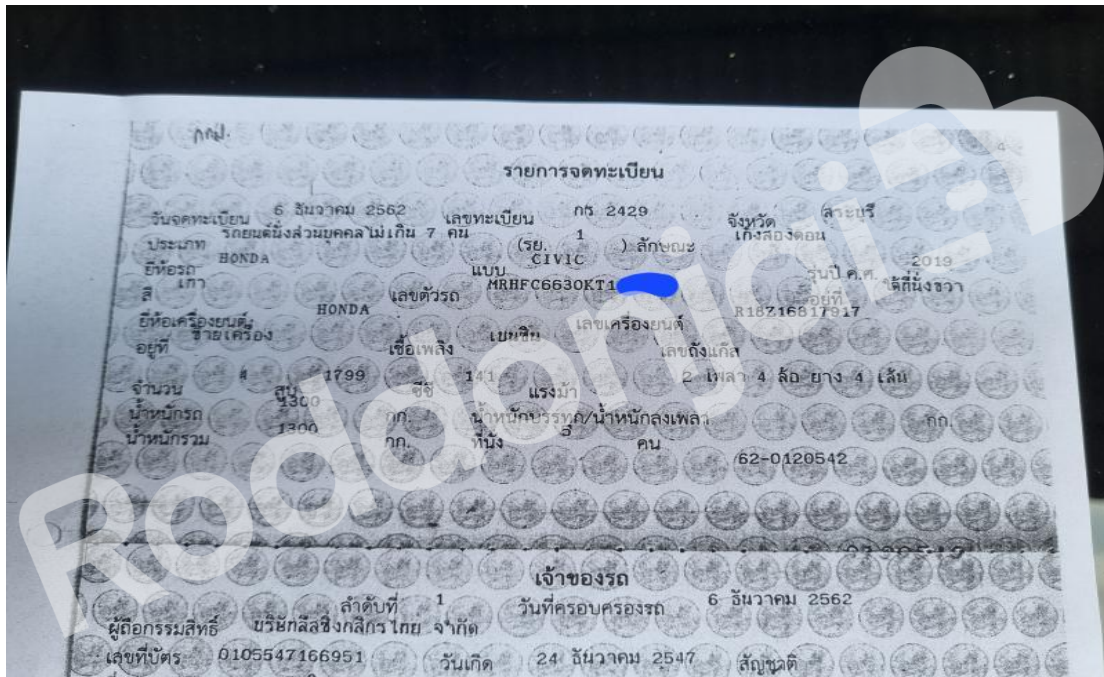 รายการจดทะเบียน
วันจดทะเบียน 6 ธันวาคม 2562 เลขทะเบียน กร 2429 จังหวัด สระบุรี
ประเภท รถยนต์นั่งส่วนบุคคลไม่เกิน 7 คน (รย. 1 ) ลักษณะ เก๋งสองตอน
ยี่ห้อรถ HONDA แบบ CIVIC รุ่นปี ค.ศ. 2019
สี เทา เลขตัวรถ MRHFC6630KT1 อยู่ที่ ใต้ที่นั่งขวา
ยี่ห้อเครื่องยนต์ HONDA เลขเครื่องยนต์ R18Z16817917
อยู่ที่ ซ้ายเครื่อง เชื้อเพลิง เบนซิน เลขถังแก๊ส
จำนวน 4 สูบ 1799 ซีซี 141 แรงม้า 2 เพลา 4 ล้อ ยาง 4 เส้น
น้ำหนักรถ 1300 กก. น้ำหนักบรรทุก/น้ำหนักลงเพลา กก.
น้ำหนักรวม 1300 กก. ที่นั่ง 5 คน
62-0120542
เจ้าของรถ
ลำดับที่ 1 วันที่ครอบครองรถ 6 ธันวาคม 2562
ผู้ถือกรรมสิทธิ์ บริษัทลีสซิ่งกสิกรไทย จำกัด
เลขที่บัตร 0105547166951 วันเกิด 24 ธันวาคม 2547 สัญชาติ
Roddonjai